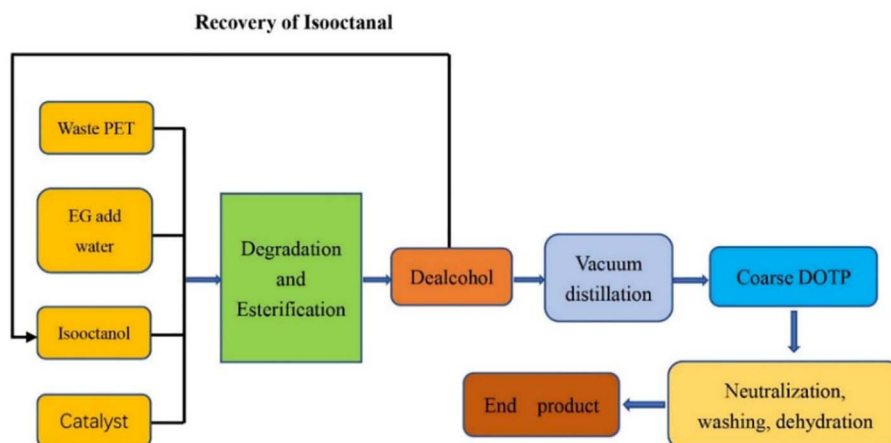 Recovery of Isooctanal
Waste PET
EG add
water
Isooctanol
Catalyst
Degradation
and
Esterification
Dealcohol
Vacuum
distillation
Coarse DOTP
Neutralization,
washing, dehydration
End product